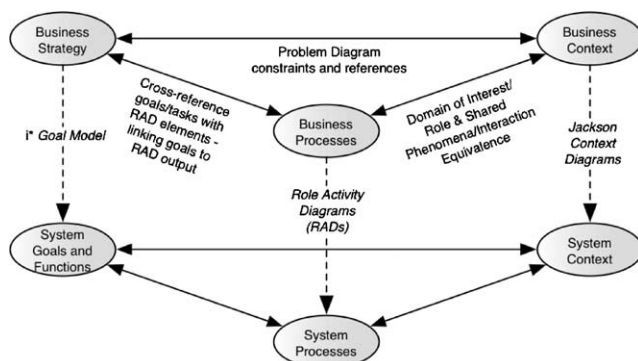 Business
Strategy
Business
Context
Problem Diagram
constraints and references
Cross-reference
goals/tasks with
RAD elements -
linking goals to
RAD output
Domain of Interest/
Role & Shared
Phenomena/Interaction
Equivalence
Business
Processes
i* Goal Model
Jackson
Context
Diagrams
Role Activity
Diagrams
(RADs)
System
Goals and
Functions
System
Context
System
Processes